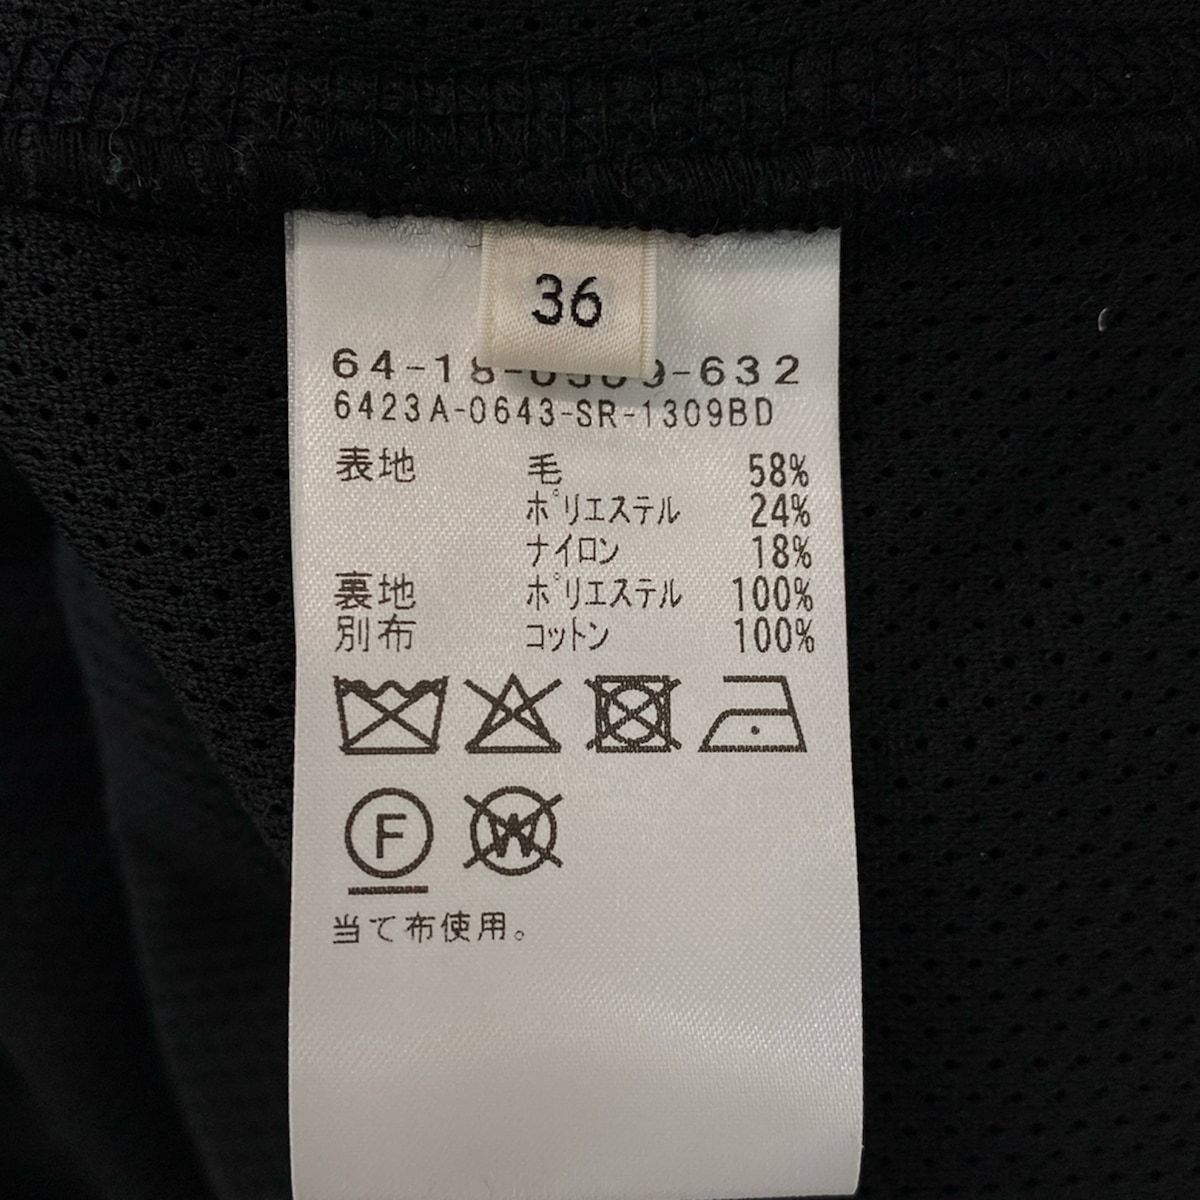 36
64-18-0309-632
6423A-0643-SR-1309BD
表地 毛 58%
ポリエステル 24%
ナイロン 18%
裏地 ポリエステル 100%
別布 コットン 100%
F W
当て布使用。